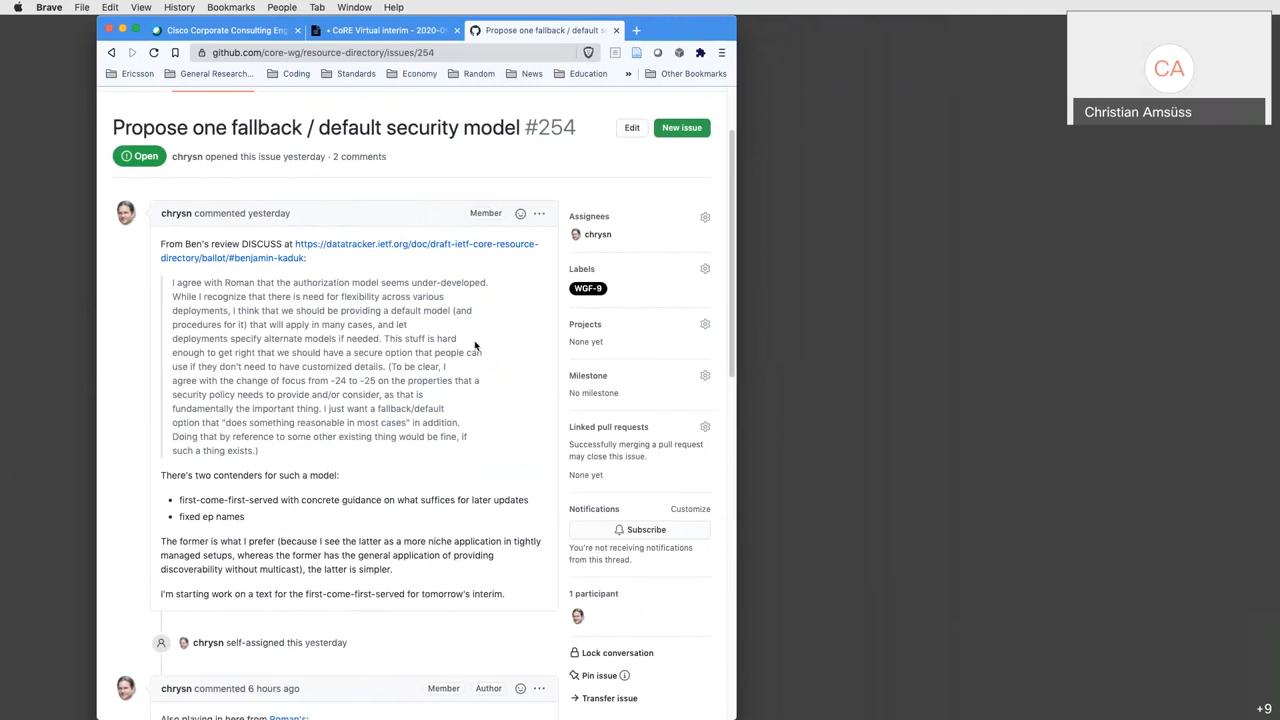 Brave File Edit View History Bookmarks People Tab Window Help
Cisco Corporate Consulting Eng
• CoRE Virtual interim - 2020-0
Propose one fallback / default s
github.com/core-wg/resource-directory/issues/254
Ericsson General Research... Coding Standards Economy Random News Education » Other Bookmarks
Propose one fallback / default security model #254
Edit
New issue
Open
chrysn opened this issue yesterday · 2 comments
chrysn commented yesterday
Member
From Ben's review DISCUSS at https://datatracker.ietf.org/doc/draft-ietf-core-resource-
directory/ballot/#benjamin-kaduk:
I agree with Roman that the authorization model seems under-developed.
While I recognize that there is need for flexibility across various
deployments, I think that we should be providing a default model (and
procedures for it) that will apply in many cases, and let
deployments specify alternate models if needed. This stuff is hard
enough to get right that we should have a secure option that people can
use if they don't need to have customized details. (To be clear, I
agree with the change of focus from -24 to -25 on the properties that a
security policy needs to provide and/or consider, as that is
fundamentally the important thing. I just want a fallback/default
option that "does something reasonable in most cases" in addition.
Doing that by reference to some other existing thing would be fine, if
such a thing exists.)
There's two contenders for such a model:
• first-come-first-served with concrete guidance on what suffices for later updates
• fixed ep names
The former is what I prefer (because I see the latter as a more niche application in tightly
managed setups, whereas the former has the general application of providing
discoverability without multicast), the latter is simpler.
I'm starting work on a text for the first-come-first-served for tomorrow's interim.
chrysn self-assigned this yesterday
chrysn commented 6 hours ago
Member
Author
Also playing in here from Roman's:
Assignees
chrysn
Labels
WGF-9
Projects
None yet
Milestone
No milestone
Linked pull requests
Successfully merging a pull request
may close this issue.
None yet
Notifications
Customize
Subscribe
You're not receiving notifications
from this thread.
1 participant
Lock conversation
Pin issue
Transfer issue
CA
Christian Amsüss
+9